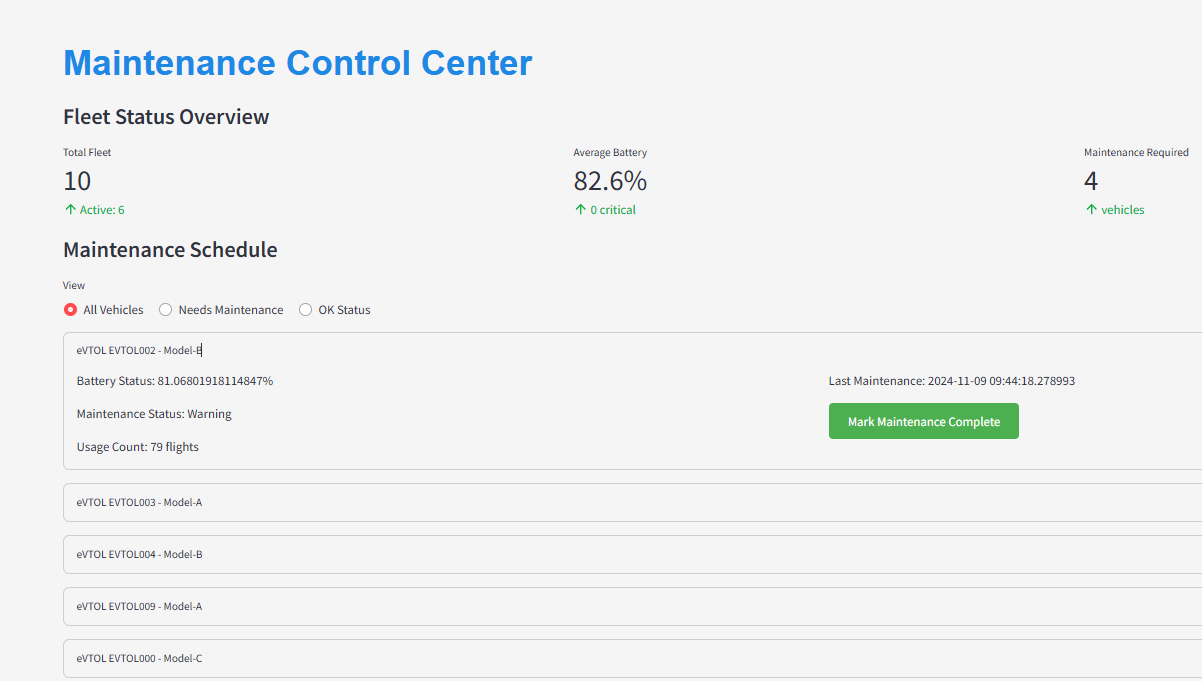 Maintenance Control Center
Fleet Status Overview
Total Fleet
10
↑ Active: 6
Average Battery
82.6%
↑ 0 critical
Maintenance Required
4
↑ vehicles
Maintenance Schedule
View
All Vehicles
Needs Maintenance
OK Status
eVTOL EVTOL002 - Model-B
Battery Status: 81.06801918114847%
Maintenance Status: Warning
Usage Count: 79 flights
Last Maintenance: 2024-11-09 09:44:18.278993
Mark Maintenance Complete
eVTOL EVTOL003 - Model-A
eVTOL EVTOL004 - Model-B
eVTOL EVTOL009 - Model-A
eVTOL EVTOL000 - Model-C